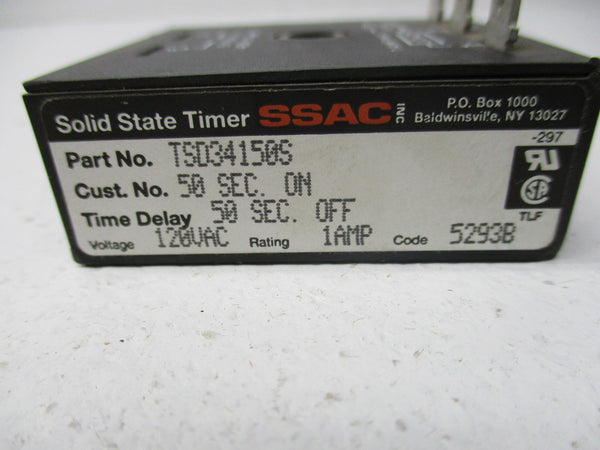 Solid State Timer SSAC INC
P.O. Box 1000
Baldwinsville, NY 13027
-297
Part No. TSD34150S
Cust. No. 50 SEC. ON
Time Delay 50 SEC. OFF
TLF
Voltage 120VAC Rating 1AMP Code 5293B